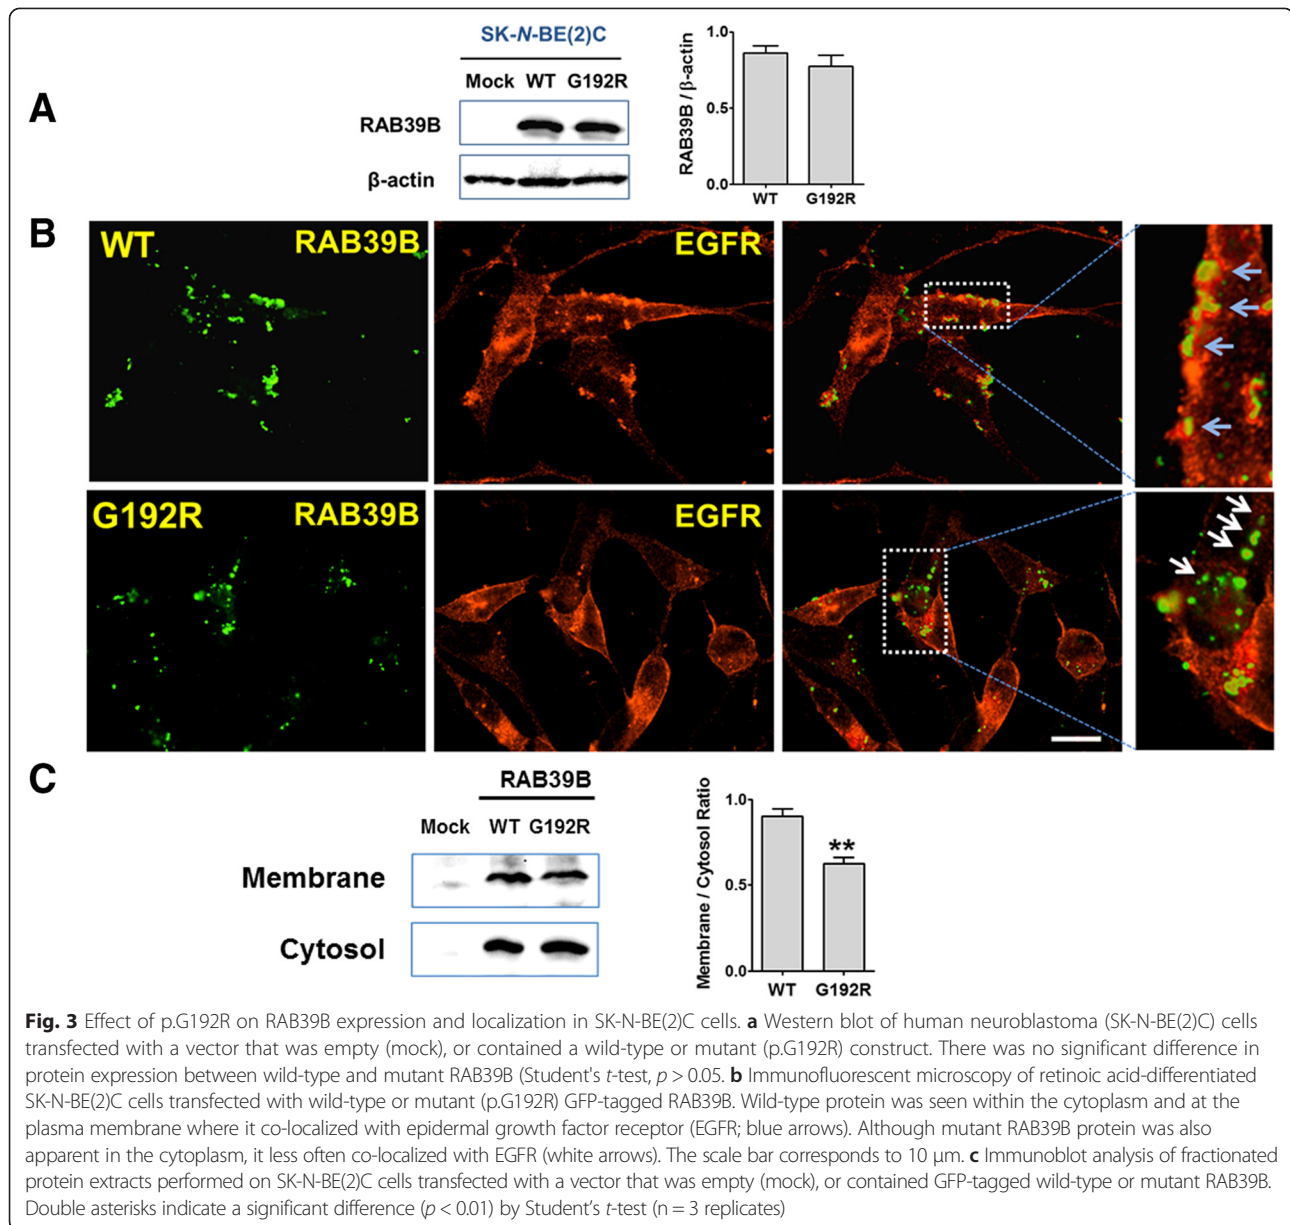 A
SK-N-BE(2)C
Mock WT G192R
RAB39B
β-actin
RAB39B / β-actin
1.0
0.5
0.0
WT G192R
B
WT RAB39B
EGFR
G192R RAB39B
EGFR
C
RAB39B
Mock WT G192R
Membrane
Cytosol
Membrane / Cytosol Ratio
1.0
0.5
0.0
**
WT G192R
Fig. 3 Effect of p.G192R on RAB39B expression and localization in SK-N-BE(2)C cells. a Western blot of human neuroblastoma (SK-N-BE(2)C) cells
transfected with a vector that was empty (mock), or contained a wild-type or mutant (p.G192R) construct. There was no significant difference in
protein expression between wild-type and mutant RAB39B (Student's t-test, p > 0.05. b Immunofluorescent microscopy of retinoic acid-differentiated
SK-N-BE(2)C cells transfected with wild-type or mutant (p.G192R) GFP-tagged RAB39B. Wild-type protein was seen within the cytoplasm and at the
plasma membrane where it co-localized with epidermal growth factor receptor (EGFR; blue arrows). Although mutant RAB39B protein was also
apparent in the cytoplasm, it less often co-localized with EGFR (white arrows). The scale bar corresponds to 10 μm. c Immunoblot analysis of fractionated
protein extracts performed on SK-N-BE(2)C cells transfected with a vector that was empty (mock), or contained GFP-tagged wild-type or mutant RAB39B.
Double asterisks indicate a significant difference (p < 0.01) by Student's t-test (n = 3 replicates)